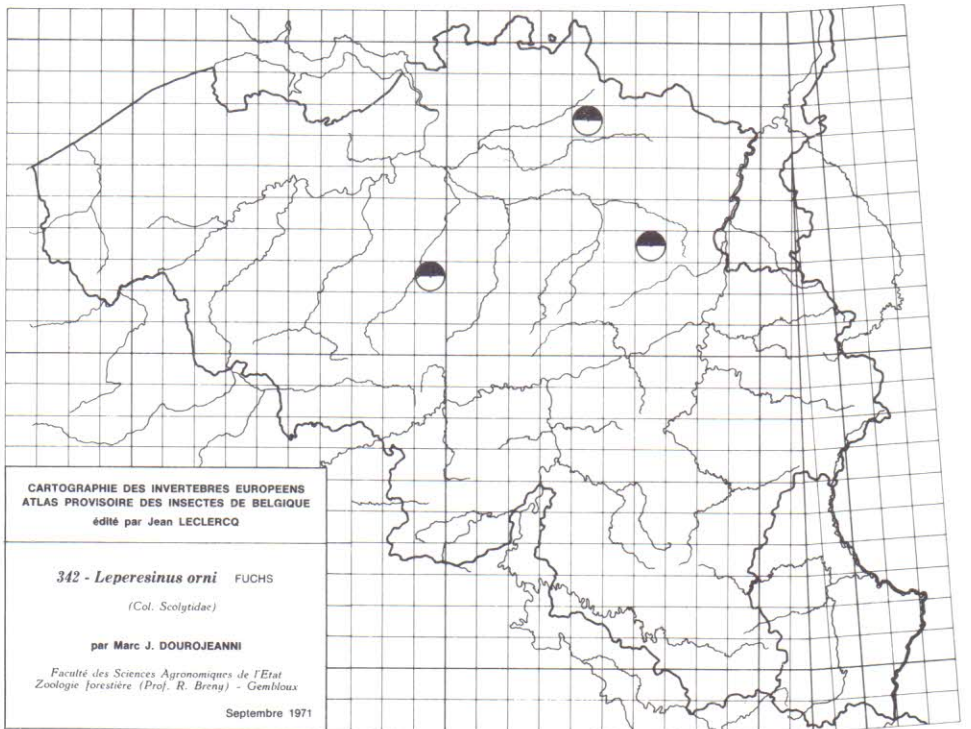 CARTOGRAPHIE DES INVERTEBRES EUROPEENS
ATLAS PROVISOIRE DES INSECTES DE BELGIQUE
édité par Jean LECLERCQ
342 - Leperesinus orni FUCHS
(Col. Scolytidae)
par Marc J. DOUROJEANNI
Faculté des Sciences Agronomiques de l'Etat
Zoologie forestière (Prof. R. Breny) - Gembloux
Septembre 1971